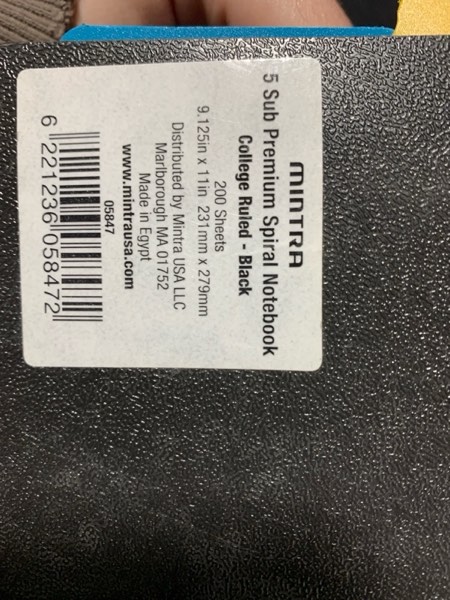 MINTRA
5 Sub Premium Spiral Notebook
College Ruled - Black
200 Sheets
9.125in x 11in 231mm x 279mm
Distributed by Mintra USA LLC
Marlborough MA 01752
Made in Egypt
www.mintrausa.com
05847
6 221236 058472